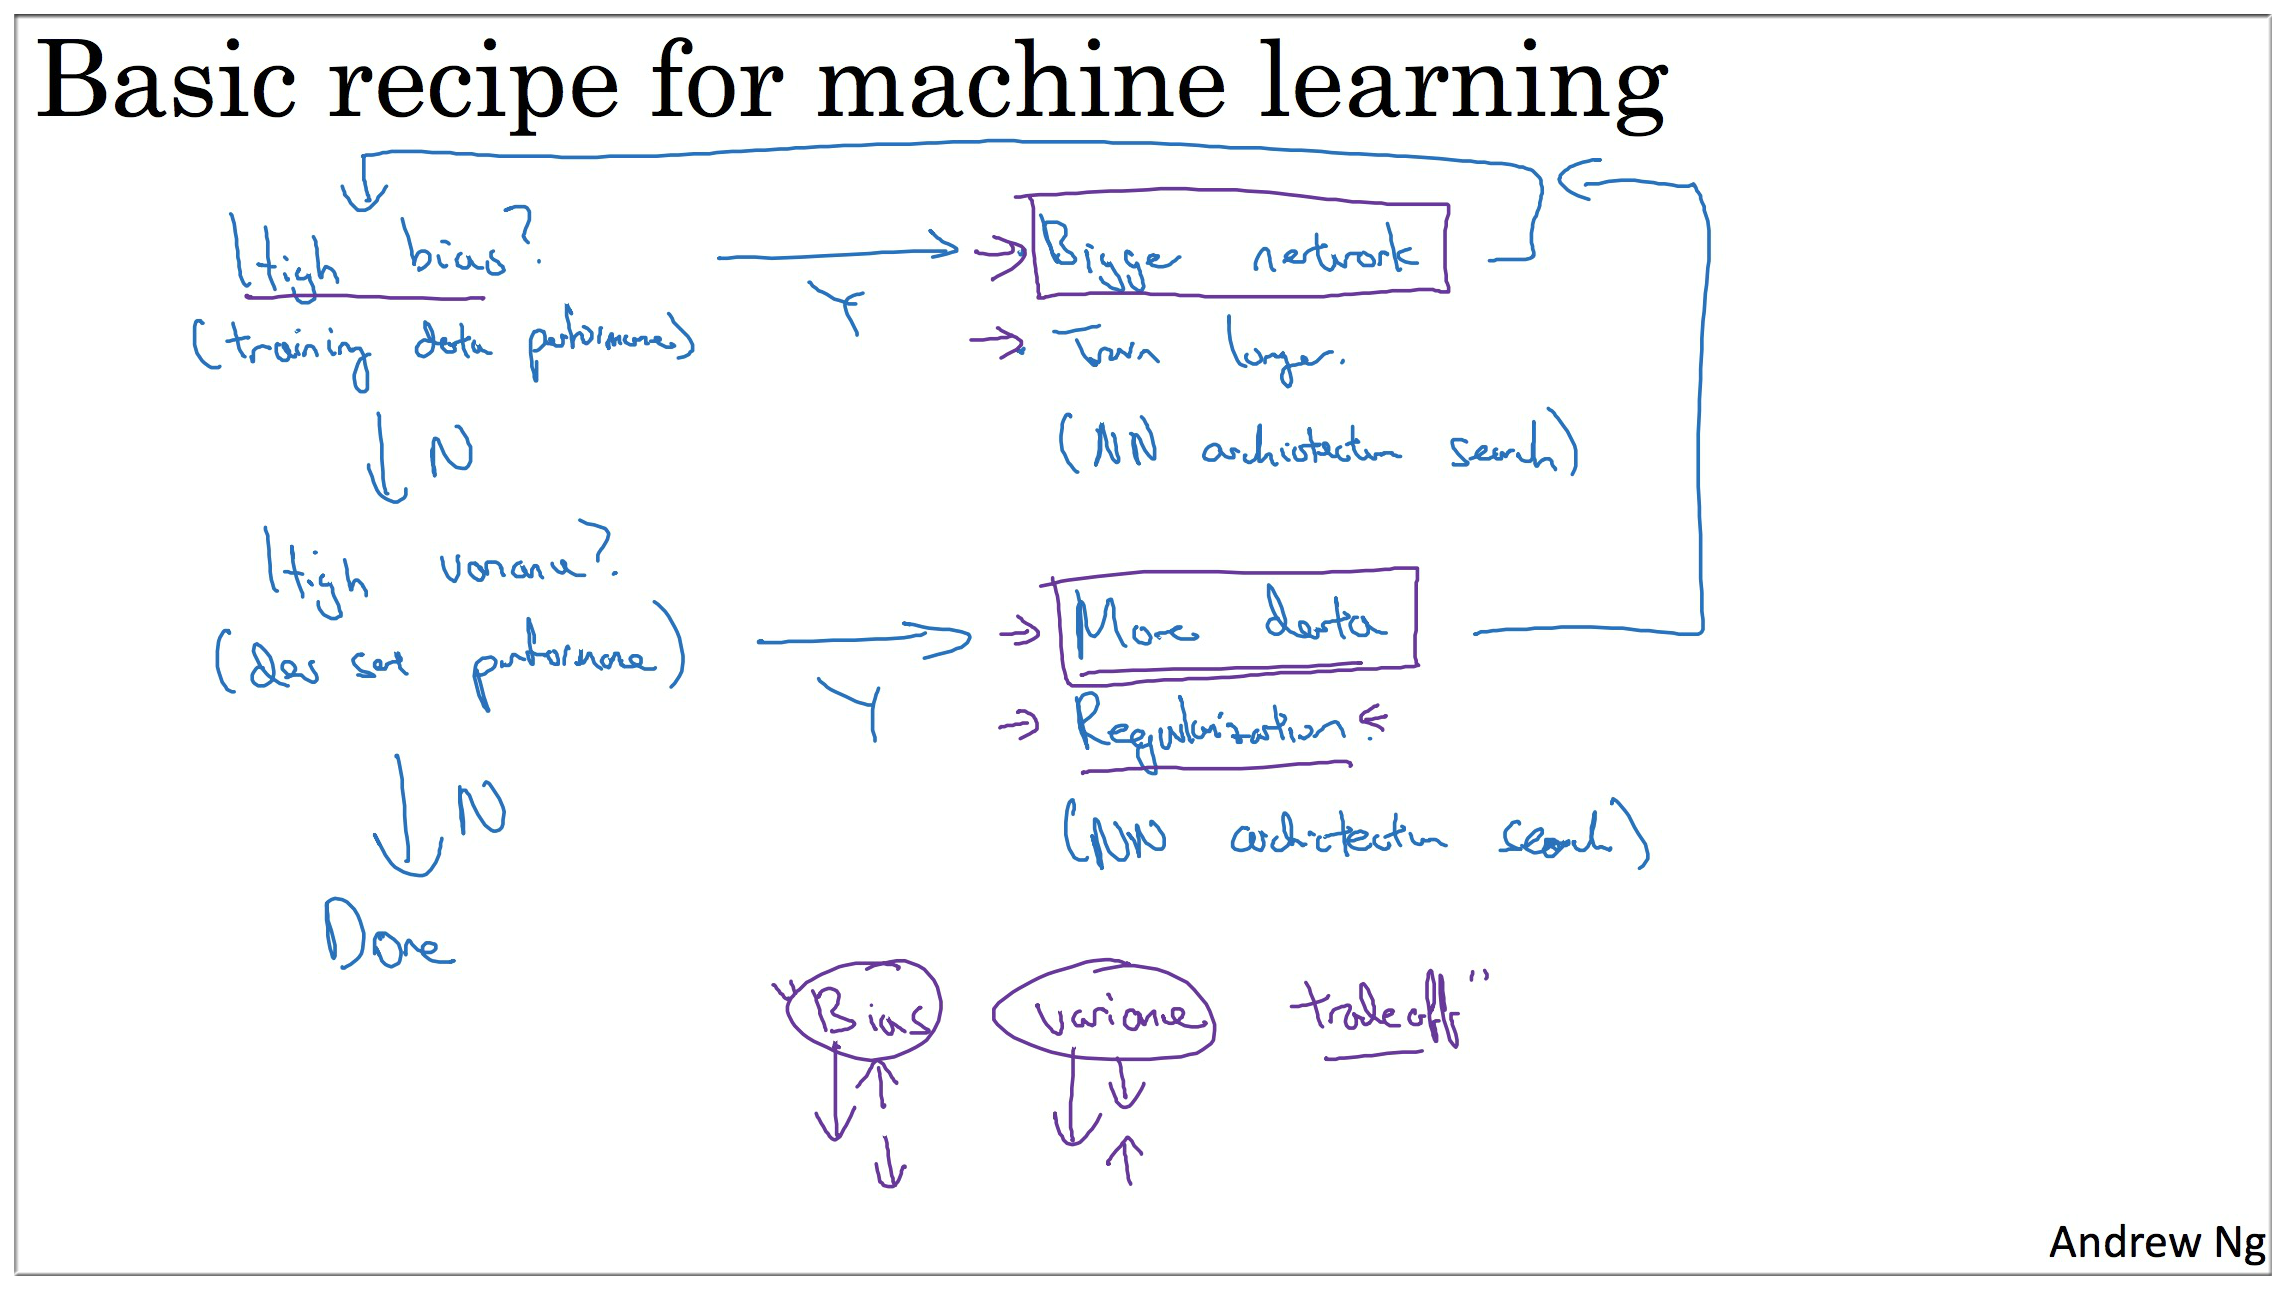 Basic recipe for machine learning
High bias? Y Bigger network
(training data performance) Train longer.
N (NN architecture search)
High variance? More data
(dev set performance) Y Regularization.
N (NN architecture search)
Done
"Bias variance tradeoff"
Andrew Ng